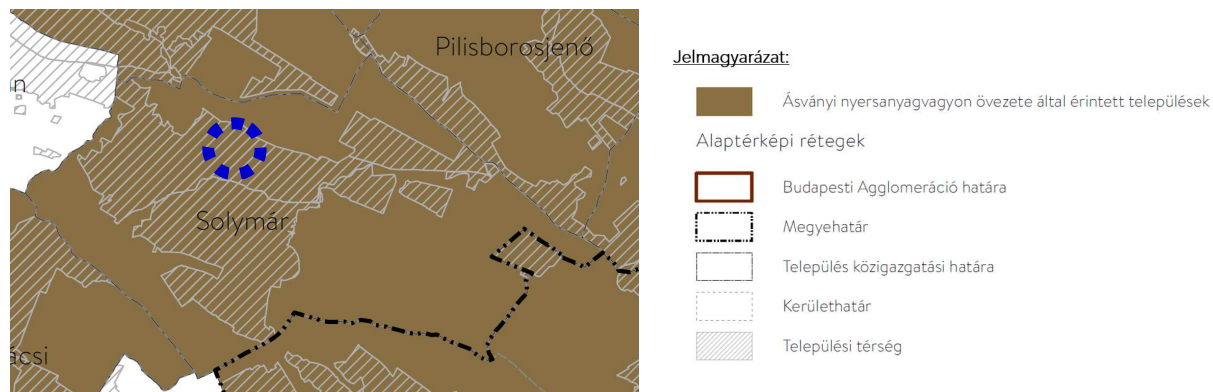 Pilisborosjenő
n
Solymár
ácsi
Jelmagyarázat:
Ásványi nyersanyagvagyon övezete által érintett települések
Alaptérképi rétegek
Budapesti Agglomeráció határa
Megyehatár
Település közigazgatási határa
Kerülethatár
Települési térség